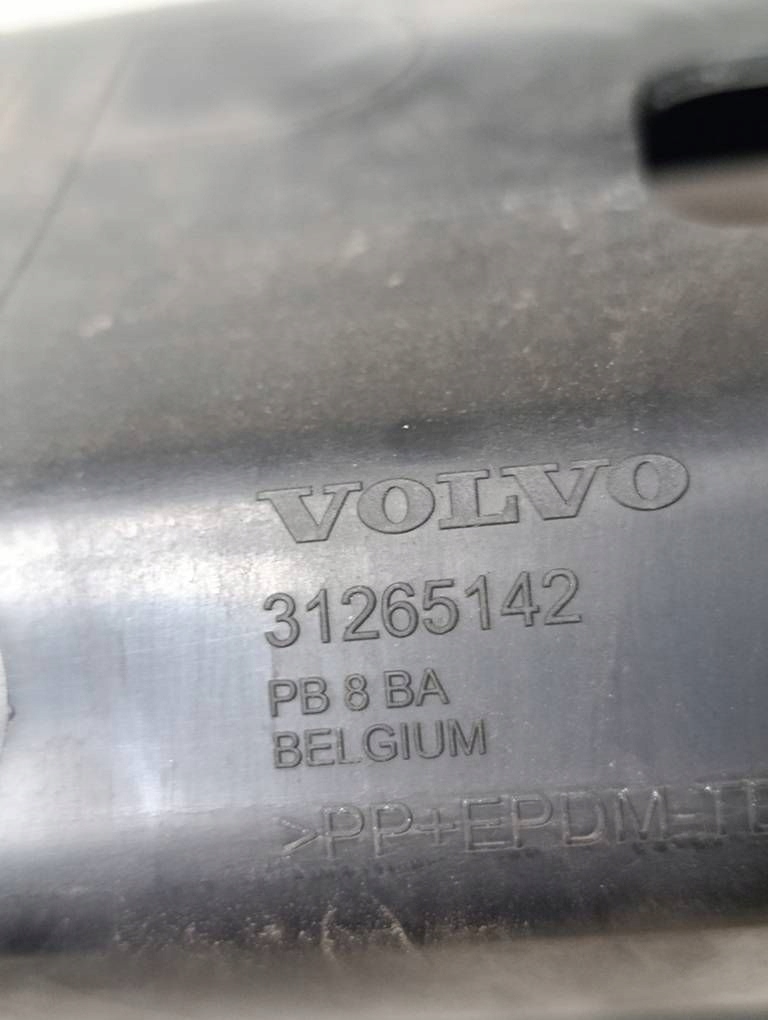 VOLVO
31265142
PB 8 BA
BELGIUM
>PP+EPDM-